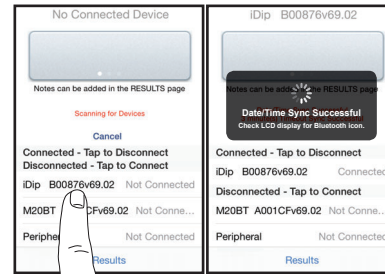 No Connected Device
Notes can be added in the RESULTS page
Scanning for Devices
Cancel
Connected - Tap to Disconnect
Disconnected - Tap to Connect
iDip B00876v69.02 Not Connected
M20BT CFv69.02 Not Conne...
Peripher Not Connected
Results
iDip B00876v69.02
Notes can be added in the RESULTS page
Date/Time Sync Successful
Check LCD display for Bluetooth icon.
Connected - Tap to Disconnect
iDip B00876v69.02 Connected
Disconnected - Tap to Connect
M20BT A001CFv69.02 Not Conne...
Peripheral Not Connected
Results